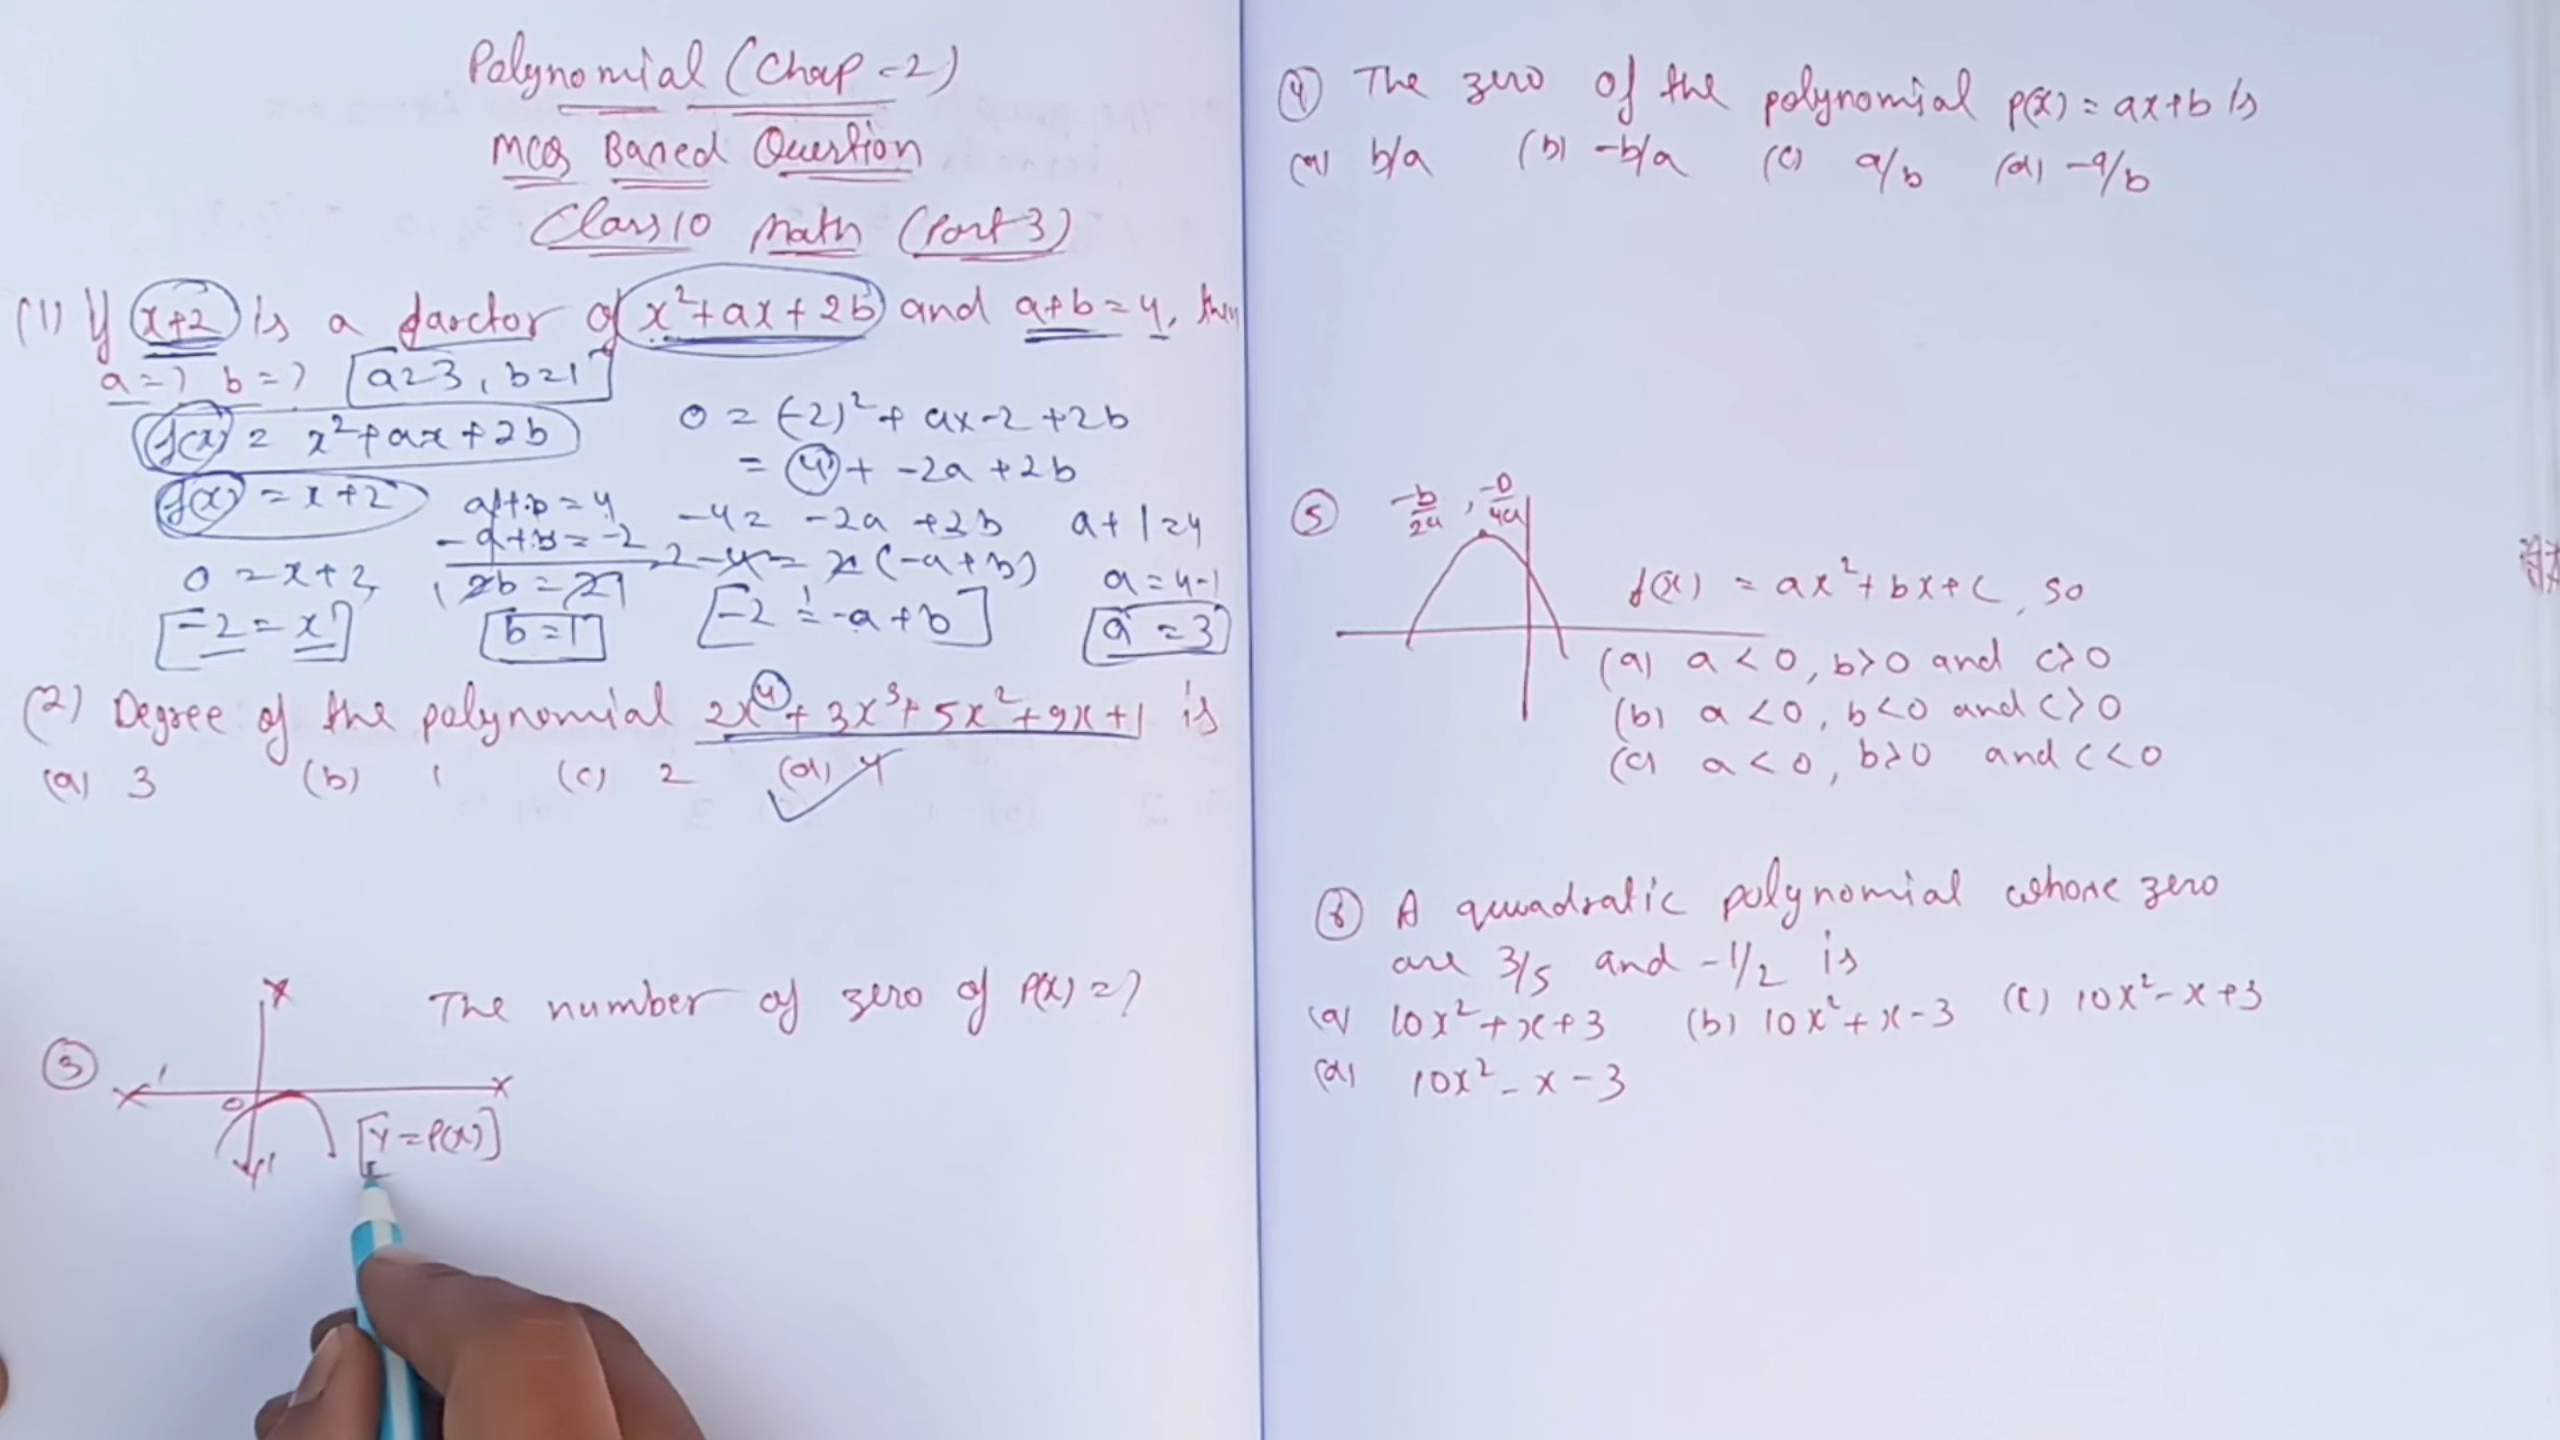 Polynomial (Chap-2)
MCQ Based Question
Class 10 Math (Part 3)
(1) If x+2 is a factor of x²+ax+2b and a+b=4, then
a=? b=? a=3, b=1
f(x) = x²+ax+2b
f(x) = x+2
0 = x+2
-2 = x
a+b=4
-a+b=-2
2b=2
b=1
0 = (-2)²+ ax-2 +2b
= 4+ -2a +2b
-4= -2a +2b
-4= 2(-a+b)
-2 = -a+b
a+1=4
a=4-1
a=3
(2) Degree of the polynomial 2x⁴+3x³+5x²+9x+1 is
(a) 3 (b) 1 (c) 2 (d) 4
③ The number of zero of P(x)=?
[Y=P(x)]
④ The zero of the polynomial P(x)=ax+b is
(a) b/a (b) -b/a (c) a/b (d) -a/b
⑤ -b/2a, -D/4a
f(x) = ax²+bx+c, so
(a) a<0, b>0 and c>0
(b) a<0, b<0 and c>0
(c) a<0, b>0 and c<0
⑥ A quadratic polynomial whose zero
are 3/5 and -1/2 is
(a) 10x²+x+3 (b) 10x²+x-3 (c) 10x²-x+3
(d) 10x²-x-3